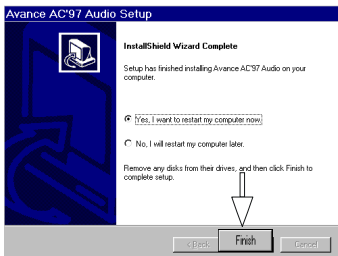 Avance AC'97 Audio Setup
InstallShield Wizard Complete
Setup has finished installing Avance AC'97 Audio on your
computer.
Yes, I want to restart my computer now.
No, I will restart my computer later.
Remove any disks from their drives, and then click Finish to
complete setup.
< Back Finish Cancel